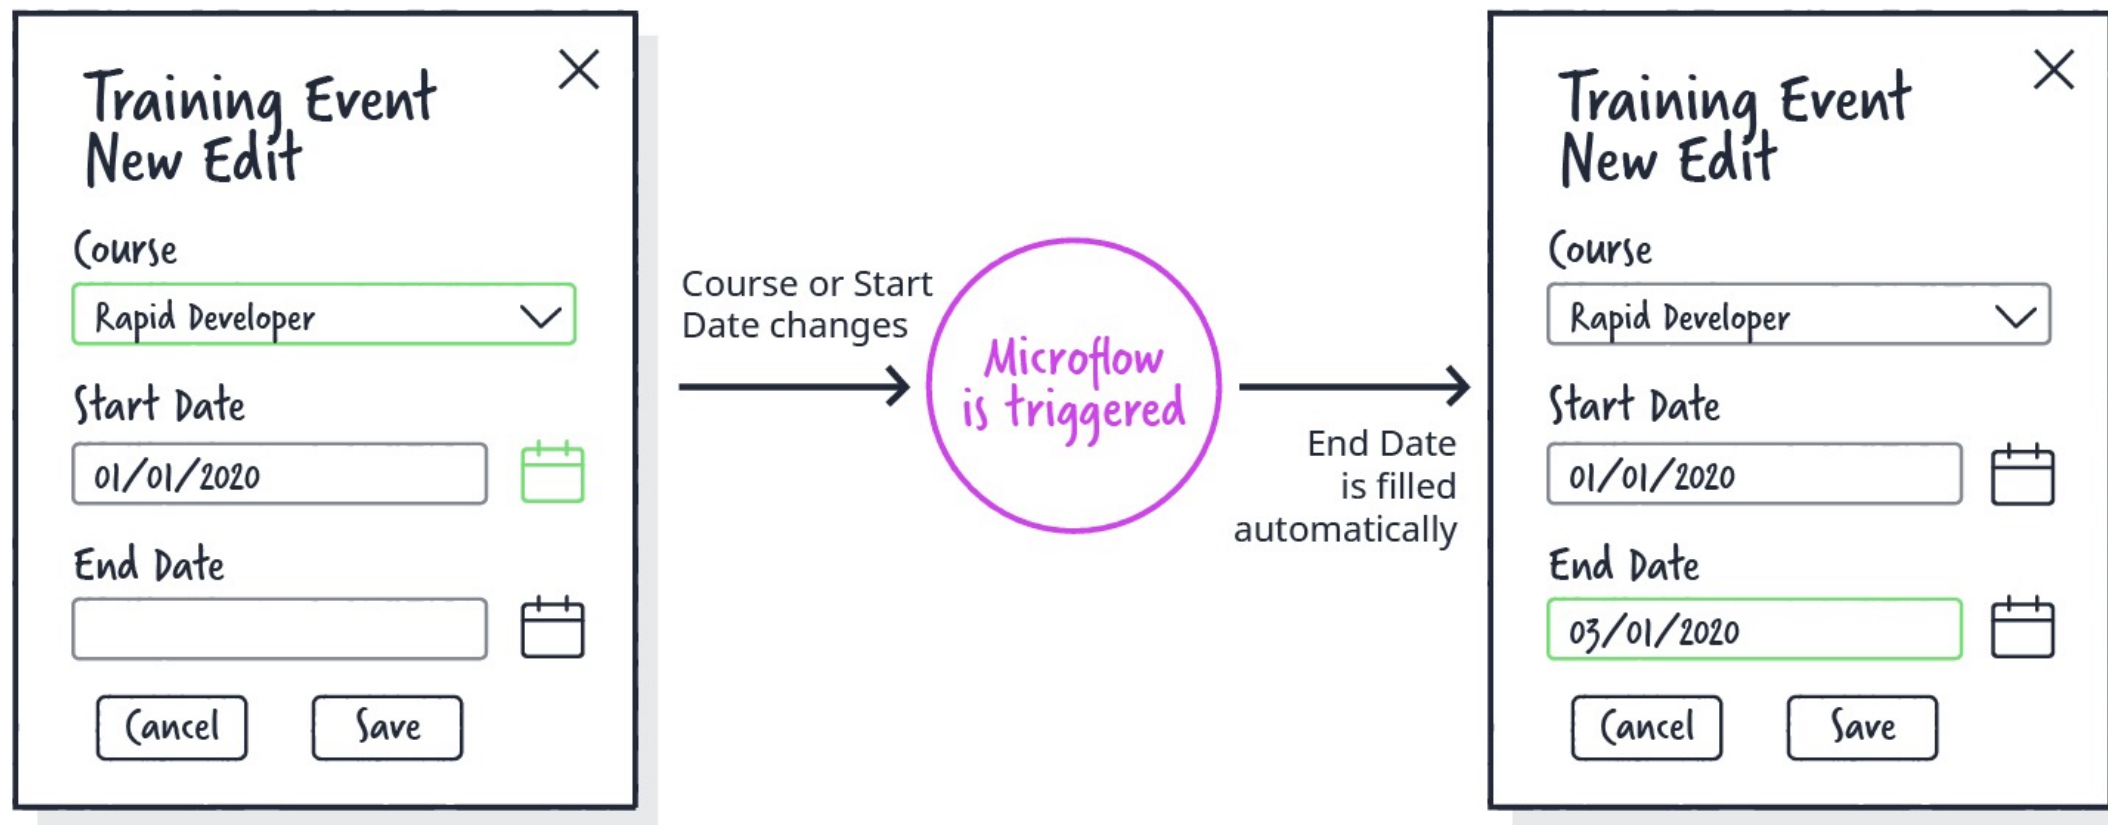 Training Event
New Edit
Course
Rapid Developer
Start Date
01/01/2020
End Date
Cancel
Save
Course or Start
Date changes
Microflow
is triggered
End Date
is filled
automatically
Training Event
New Edit
Course
Rapid Developer
Start Date
01/01/2020
End Date
03/01/2020
Cancel
Save